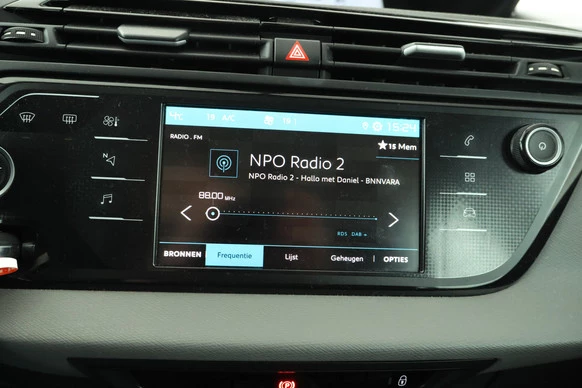 19 A/C 19 15:24
RADIO . FM
15 Mem
NPO Radio 2
NPO Radio 2 - Hallo met Daniel - BNNVARA
88.00 MHz
RDS DAB
BRONNEN Frequentie Lijst Geheugen OPTIES
N
P